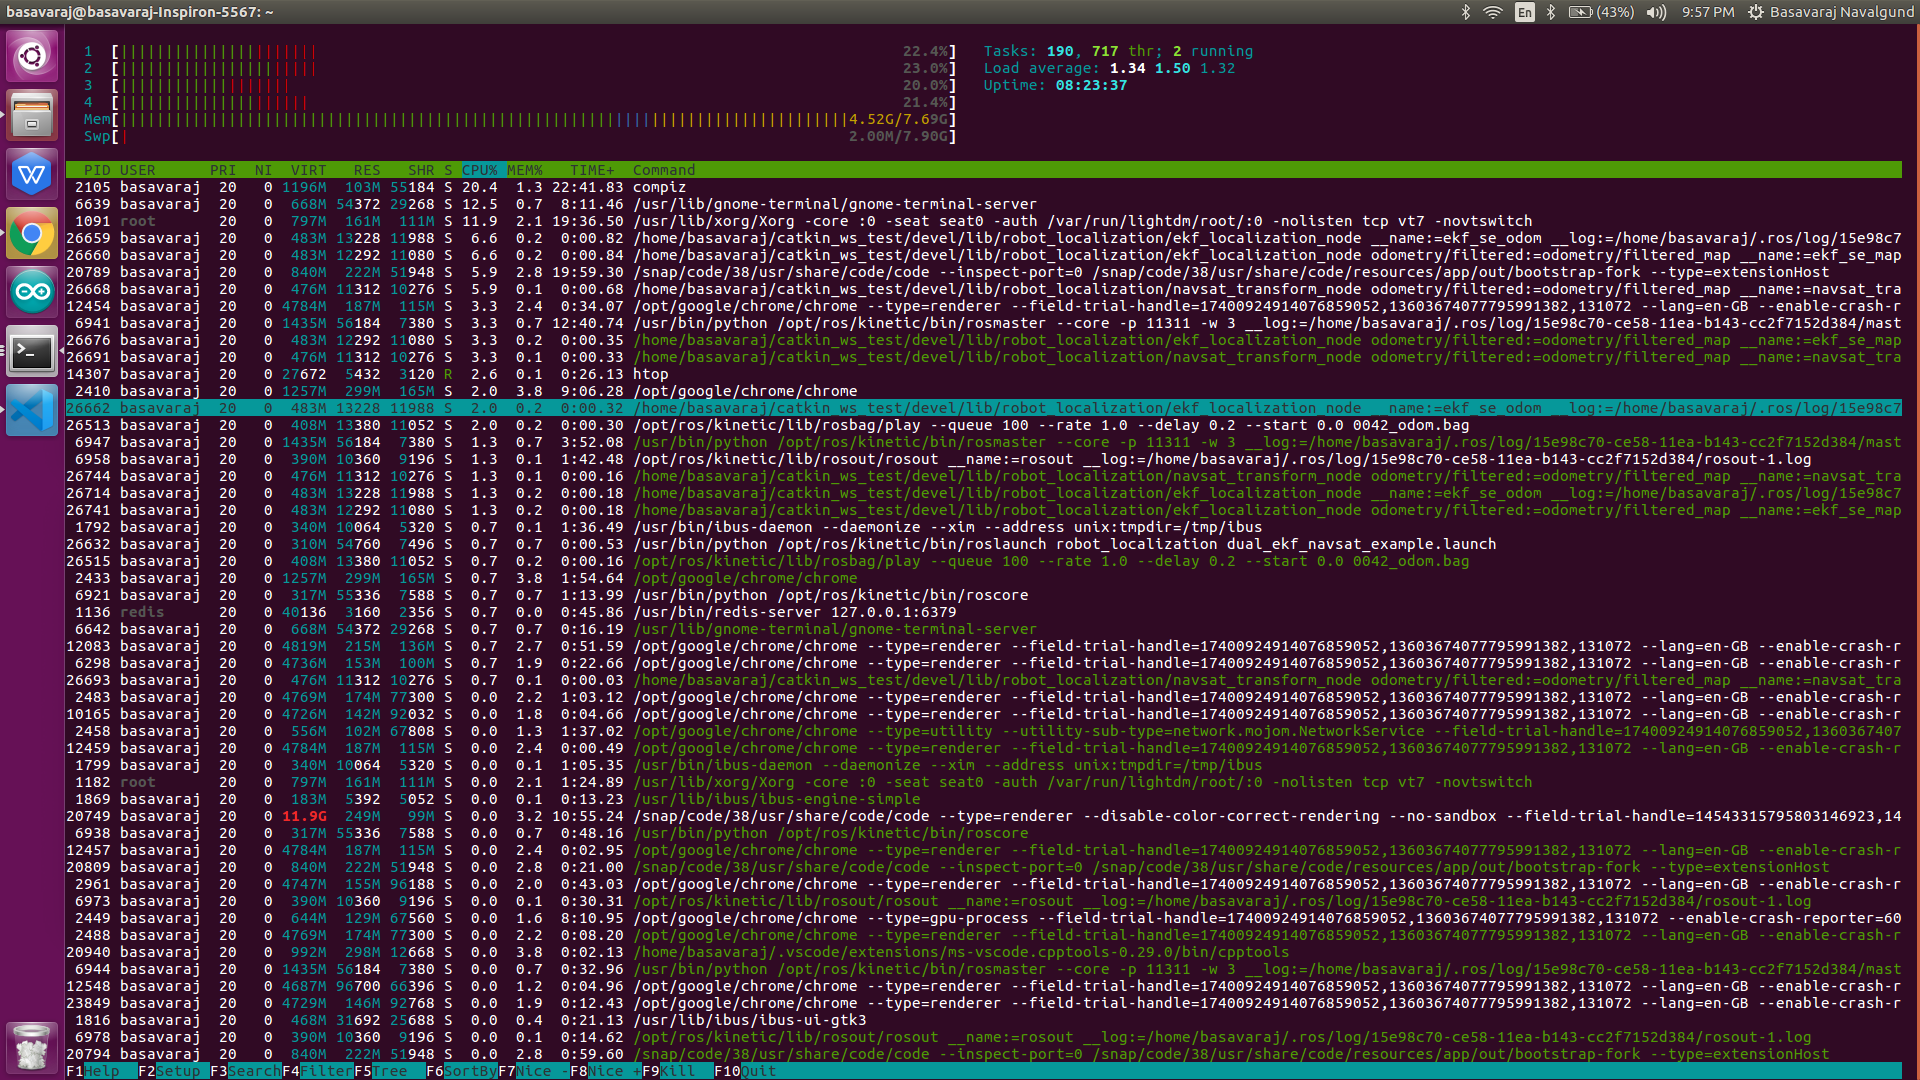 basavaraj@basavaraj-Inspiron-5567: ~ En (43%) 9:57 PM Basavaraj Navalgund
1 [ 22.4%] Tasks: 190, 717 thr; 2 running
2 [ 23.0%] Load average: 1.34 1.50 1.32
3 [ 20.0%] Uptime: 08:23:37
4 [ 21.4%]
Mem[ 4.52G/7.69G]
Swp[ 2.00M/7.90G]
PID USER PRI NI VIRT RES SHR S CPU% MEM% TIME+ Command
2105 basavaraj 20 0 1196M 103M 55184 S 20.4 1.3 22:41.83 compiz
6639 basavaraj 20 0 668M 54372 29268 S 12.5 0.7 8:11.46 /usr/lib/gnome-terminal/gnome-terminal-server
1091 root 20 0 797M 161M 111M S 11.9 2.1 19:36.50 /usr/lib/xorg/Xorg -core :0 -seat seat0 -auth /var/run/lightdm/root/:0 -nolisten tcp vt7 -novtswitch
26659 basavaraj 20 0 483M 13228 11988 S 6.6 0.2 0:00.82 /home/basavaraj/catkin_ws_test/devel/lib/robot_localization/ekf_localization_node __name:=ekf_se_odom __log:=/home/basavaraj/.ros/log/15e98c7
26660 basavaraj 20 0 483M 12292 11080 S 6.6 0.2 0:00.84 /home/basavaraj/catkin_ws_test/devel/lib/robot_localization/ekf_localization_node odometry/filtered:=odometry/filtered_map __name:=ekf_se_map
20789 basavaraj 20 0 840M 222M 51948 S 5.9 2.8 19:59.30 /snap/code/38/usr/share/code/code --inspect-port=0 /snap/code/38/usr/share/code/resources/app/out/bootstrap-fork --type=extensionHost
26668 basavaraj 20 0 476M 11312 10276 S 5.9 0.1 0:00.68 /home/basavaraj/catkin_ws_test/devel/lib/robot_localization/navsat_transform_node odometry/filtered:=odometry/filtered_map __name:=navsat_tra
12454 basavaraj 20 0 4784M 187M 115M S 3.3 2.4 0:34.07 /opt/google/chrome/chrome --type=renderer --field-trial-handle=17400924914076859052,13603674077795991382,131072 --lang=en-GB --enable-crash-r
6941 basavaraj 20 0 1435M 56184 7380 S 3.3 0.7 12:40.74 /usr/bin/python /opt/ros/kinetic/bin/rosmaster --core -p 11311 -w 3 __log:=/home/basavaraj/.ros/log/15e98c70-ce58-11ea-b143-cc2f7152d384/mast
26676 basavaraj 20 0 483M 12292 11080 S 3.3 0.2 0:00.35 /home/basavaraj/catkin_ws_test/devel/lib/robot_localization/ekf_localization_node odometry/filtered:=odometry/filtered_map __name:=ekf_se_map
26691 basavaraj 20 0 476M 11312 10276 S 3.3 0.1 0:00.33 /home/basavaraj/catkin_ws_test/devel/lib/robot_localization/navsat_transform_node odometry/filtered:=odometry/filtered_map __name:=navsat_tra
14307 basavaraj 20 0 27672 5432 3120 R 2.6 0.1 0:26.13 htop
2410 basavaraj 20 0 1257M 299M 165M S 2.0 3.8 9:06.28 /opt/google/chrome/chrome
26662 basavaraj 20 0 483M 13228 11988 S 2.0 0.2 0:00.32 /home/basavaraj/catkin_ws_test/devel/lib/robot_localization/ekf_localization_node __name:=ekf_se_odom __log:=/home/basavaraj/.ros/log/15e98c7
26513 basavaraj 20 0 408M 13380 11052 S 2.0 0.2 0:00.30 /opt/ros/kinetic/lib/rosbag/play --queue 100 --rate 1.0 --delay 0.2 --start 0.0 0042_odom.bag
6947 basavaraj 20 0 1435M 56184 7380 S 1.3 0.7 3:52.08 /usr/bin/python /opt/ros/kinetic/bin/rosmaster --core -p 11311 -w 3 __log:=/home/basavaraj/.ros/log/15e98c70-ce58-11ea-b143-cc2f7152d384/mast
6958 basavaraj 20 0 390M 10360 9196 S 1.3 0.1 1:42.48 /opt/ros/kinetic/lib/rosout/rosout __name:=rosout __log:=/home/basavaraj/.ros/log/15e98c70-ce58-11ea-b143-cc2f7152d384/rosout-1.log
26744 basavaraj 20 0 476M 11312 10276 S 1.3 0.1 0:00.16 /home/basavaraj/catkin_ws_test/devel/lib/robot_localization/navsat_transform_node odometry/filtered:=odometry/filtered_map __name:=navsat_tra
26714 basavaraj 20 0 483M 13228 11988 S 1.3 0.2 0:00.18 /home/basavaraj/catkin_ws_test/devel/lib/robot_localization/ekf_localization_node __name:=ekf_se_odom __log:=/home/basavaraj/.ros/log/15e98c7
26741 basavaraj 20 0 483M 12292 11080 S 1.3 0.2 0:00.18 /home/basavaraj/catkin_ws_test/devel/lib/robot_localization/ekf_localization_node odometry/filtered:=odometry/filtered_map __name:=ekf_se_map
1792 basavaraj 20 0 340M 10064 5320 S 0.7 0.1 1:36.49 /usr/bin/ibus-daemon --daemonize --xim --address unix:tmpdir=/tmp/ibus
26632 basavaraj 20 0 310M 54760 7496 S 0.7 0.7 0:00.53 /usr/bin/python /opt/ros/kinetic/bin/roslaunch robot_localization dual_ekf_navsat_example.launch
26515 basavaraj 20 0 408M 13380 11052 S 0.7 0.2 0:00.16 /opt/ros/kinetic/lib/rosbag/play --queue 100 --rate 1.0 --delay 0.2 --start 0.0 0042_odom.bag
2433 basavaraj 20 0 1257M 299M 165M S 0.7 3.8 1:54.64 /opt/google/chrome/chrome
6921 basavaraj 20 0 317M 55336 7588 S 0.7 0.7 1:13.99 /usr/bin/python /opt/ros/kinetic/bin/roscore
1136 redis 20 0 40136 3160 2356 S 0.7 0.0 0:45.86 /usr/bin/redis-server 127.0.0.1:6379
6642 basavaraj 20 0 668M 54372 29268 S 0.7 0.7 0:16.19 /usr/lib/gnome-terminal/gnome-terminal-server
12083 basavaraj 20 0 4819M 215M 136M S 0.7 2.7 0:51.59 /opt/google/chrome/chrome --type=renderer --field-trial-handle=17400924914076859052,13603674077795991382,131072 --lang=en-GB --enable-crash-r
6298 basavaraj 20 0 4736M 153M 100M S 0.7 1.9 0:22.66 /opt/google/chrome/chrome --type=renderer --field-trial-handle=17400924914076859052,13603674077795991382,131072 --lang=en-GB --enable-crash-r
26693 basavaraj 20 0 476M 11312 10276 S 0.7 0.1 0:00.03 /home/basavaraj/catkin_ws_test/devel/lib/robot_localization/navsat_transform_node odometry/filtered:=odometry/filtered_map __name:=navsat_tra
2483 basavaraj 20 0 4769M 174M 77300 S 0.0 2.2 1:03.12 /opt/google/chrome/chrome --type=renderer --field-trial-handle=17400924914076859052,13603674077795991382,131072 --lang=en-GB --enable-crash-r
10165 basavaraj 20 0 4726M 142M 92032 S 0.0 1.8 0:04.66 /opt/google/chrome/chrome --type=renderer --field-trial-handle=17400924914076859052,13603674077795991382,131072 --lang=en-GB --enable-crash-r
2458 basavaraj 20 0 556M 102M 67808 S 0.0 1.3 1:37.02 /opt/google/chrome/chrome --type=utility --utility-sub-type=network.mojom.NetworkService --field-trial-handle=17400924914076859052,1360367407
12459 basavaraj 20 0 4784M 187M 115M S 0.0 2.4 0:00.49 /opt/google/chrome/chrome --type=renderer --field-trial-handle=17400924914076859052,13603674077795991382,131072 --lang=en-GB --enable-crash-r
1799 basavaraj 20 0 340M 10064 5320 S 0.0 0.1 1:05.35 /usr/bin/ibus-daemon --daemonize --xim --address unix:tmpdir=/tmp/ibus
1182 root 20 0 797M 161M 111M S 0.0 2.1 1:24.89 /usr/lib/xorg/Xorg -core :0 -seat seat0 -auth /var/run/lightdm/root/:0 -nolisten tcp vt7 -novtswitch
1869 basavaraj 20 0 183M 5392 5052 S 0.0 0.1 0:13.23 /usr/lib/ibus/ibus-engine-simple
20749 basavaraj 20 0 11.9G 249M 99M S 0.0 3.2 10:55.24 /snap/code/38/usr/share/code/code --type=renderer --disable-color-correct-rendering --no-sandbox --field-trial-handle=14543315795803146923,14
6938 basavaraj 20 0 317M 55336 7588 S 0.0 0.7 0:48.16 /usr/bin/python /opt/ros/kinetic/bin/roscore
12457 basavaraj 20 0 4784M 187M 115M S 0.0 2.4 0:02.95 /opt/google/chrome/chrome --type=renderer --field-trial-handle=17400924914076859052,13603674077795991382,131072 --lang=en-GB --enable-crash-r
20809 basavaraj 20 0 840M 222M 51948 S 0.0 2.8 0:21.00 /snap/code/38/usr/share/code/code --inspect-port=0 /snap/code/38/usr/share/code/resources/app/out/bootstrap-fork --type=extensionHost
2961 basavaraj 20 0 4747M 155M 96188 S 0.0 2.0 0:43.03 /opt/google/chrome/chrome --type=renderer --field-trial-handle=17400924914076859052,13603674077795991382,131072 --lang=en-GB --enable-crash-r
6973 basavaraj 20 0 390M 10360 9196 S 0.0 0.1 0:30.31 /opt/ros/kinetic/lib/rosout/rosout __name:=rosout __log:=/home/basavaraj/.ros/log/15e98c70-ce58-11ea-b143-cc2f7152d384/rosout-1.log
2449 basavaraj 20 0 644M 129M 67560 S 0.0 1.6 8:10.95 /opt/google/chrome/chrome --type=gpu-process --field-trial-handle=17400924914076859052,13603674077795991382,131072 --enable-crash-reporter=60
2488 basavaraj 20 0 4769M 174M 77300 S 0.0 2.2 0:08.20 /opt/google/chrome/chrome --type=renderer --field-trial-handle=17400924914076859052,13603674077795991382,131072 --lang=en-GB --enable-crash-r
20940 basavaraj 20 0 992M 298M 12668 S 0.0 3.8 0:02.13 /home/basavaraj/.vscode/extensions/ms-vscode.cpptools-0.29.0/bin/cpptools
6944 basavaraj 20 0 1435M 56184 7380 S 0.0 0.7 0:32.96 /usr/bin/python /opt/ros/kinetic/bin/rosmaster --core -p 11311 -w 3 __log:=/home/basavaraj/.ros/log/15e98c70-ce58-11ea-b143-cc2f7152d384/mast
12548 basavaraj 20 0 4687M 96700 66396 S 0.0 1.2 0:04.96 /opt/google/chrome/chrome --type=renderer --field-trial-handle=17400924914076859052,13603674077795991382,131072 --lang=en-GB --enable-crash-r
23849 basavaraj 20 0 4729M 146M 92768 S 0.0 1.9 0:12.43 /opt/google/chrome/chrome --type=renderer --field-trial-handle=17400924914076859052,13603674077795991382,131072 --lang=en-GB --enable-crash-r
1816 basavaraj 20 0 468M 31692 25688 S 0.0 0.4 0:21.13 /usr/lib/ibus/ibus-ui-gtk3
6978 basavaraj 20 0 390M 10360 9196 S 0.0 0.1 0:14.62 /opt/ros/kinetic/lib/rosout/rosout __name:=rosout __log:=/home/basavaraj/.ros/log/15e98c70-ce58-11ea-b143-cc2f7152d384/rosout-1.log
20794 basavaraj 20 0 840M 222M 51948 S 0.0 2.8 0:59.60 /snap/code/38/usr/share/code/code --inspect-port=0 /snap/code/38/usr/share/code/resources/app/out/bootstrap-fork --type=extensionHost
F1Help F2Setup F3SearchF4FilterF5Tree F6SortByF7Nice -F8Nice +F9Kill F10Quit